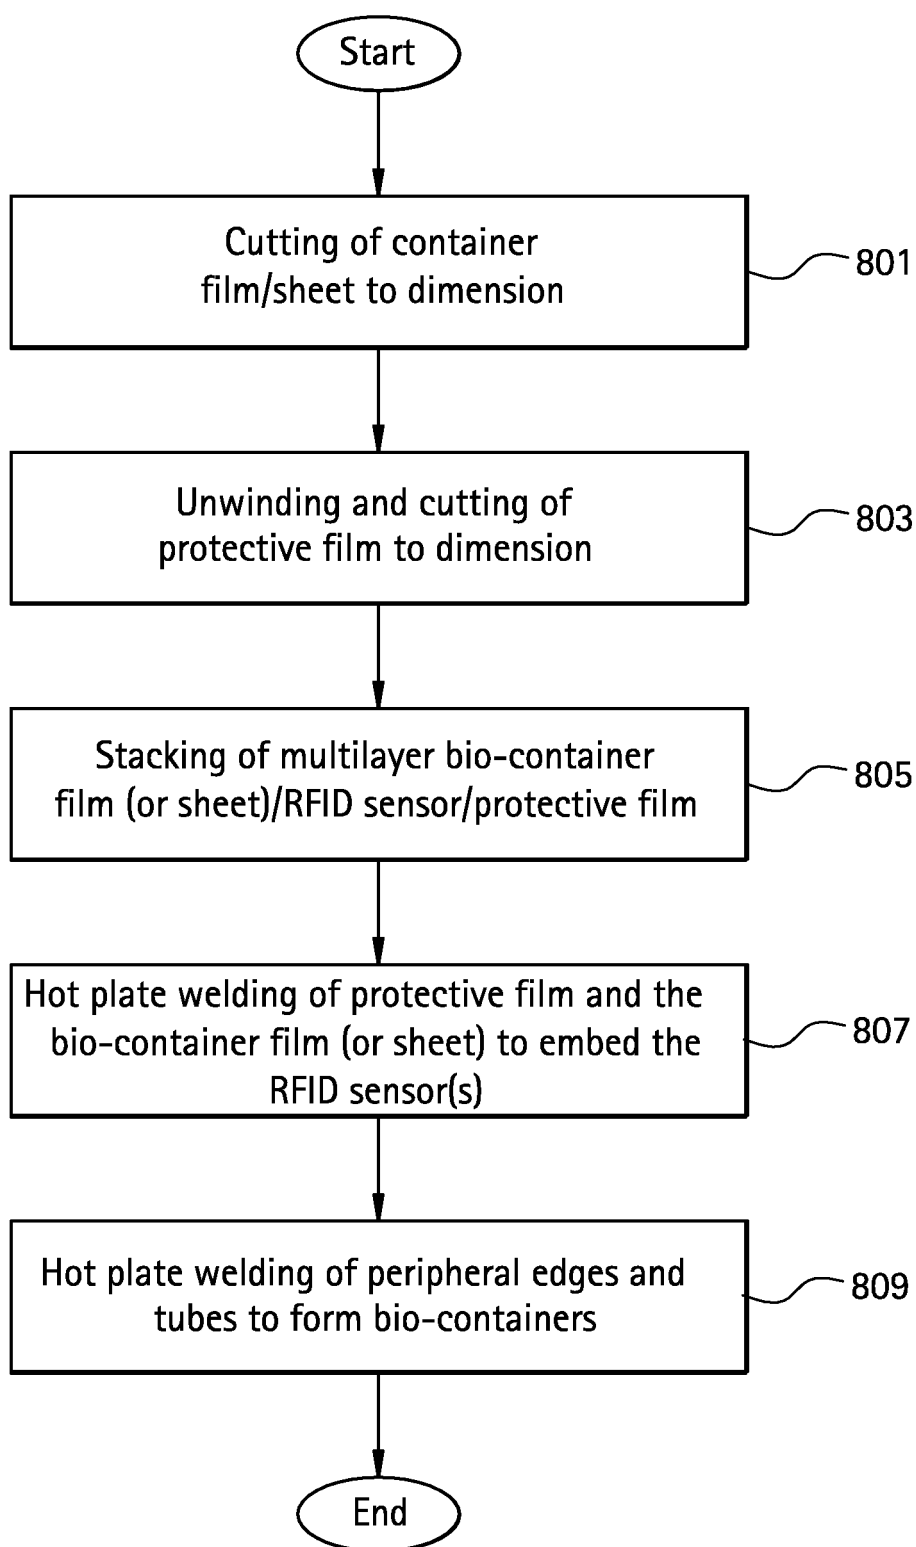 Start
Cutting of container
film/sheet to dimension
801
Unwinding and cutting of
protective film to dimension
803
Stacking of multilayer bio-container
film (or sheet)/RFID sensor/protective film
805
Hot plate welding of protective film and the
bio-container film (or sheet) to embed the
RFID sensor(s)
807
Hot plate welding of peripheral edges and
tubes to form bio-containers
809
End